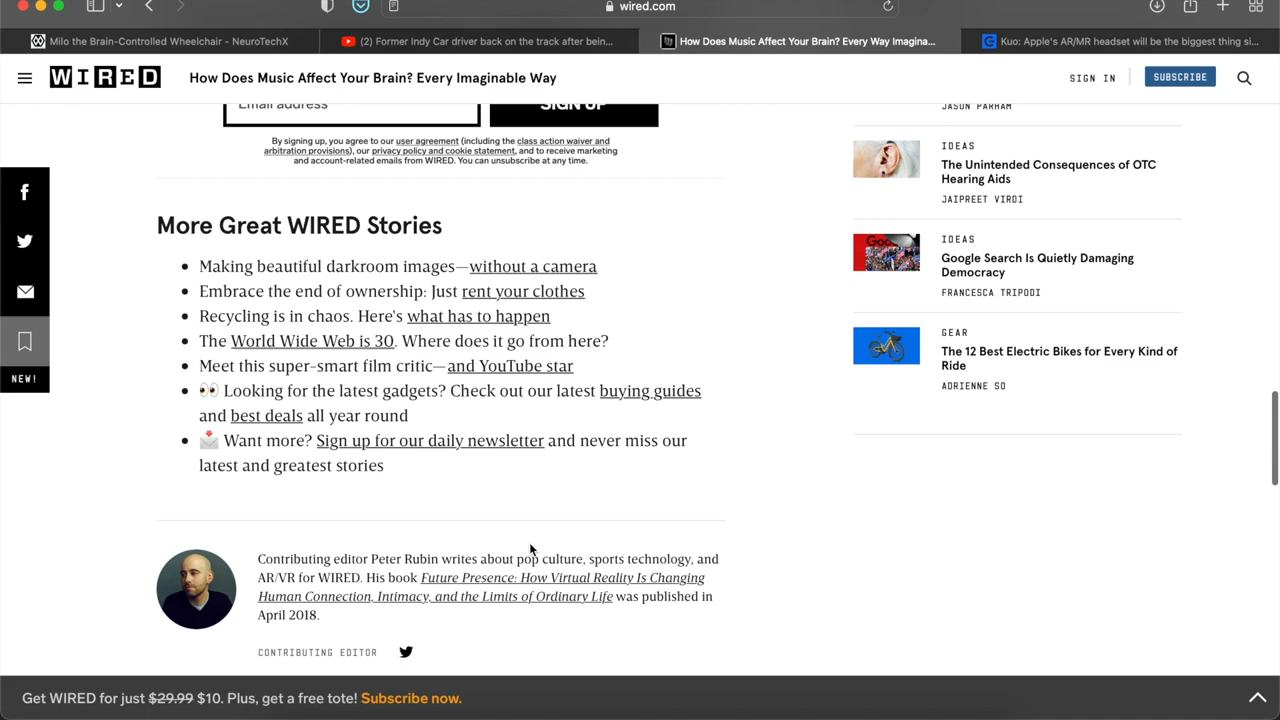 wired.com
Milo the Brain-Controlled Wheelchair - NeuroTechX
(2) Former Indy Car driver back on the track after bein...
How Does Music Affect Your Brain? Every Way Imagina...
Kuo: Apple's AR/MR headset will be the biggest thing si...
WIRED
How Does Music Affect Your Brain? Every Imaginable Way
SIGN IN
SUBSCRIBE
Email address
SIGN UP
By signing up, you agree to our user agreement (including the class action waiver and
arbitration provisions), our privacy policy and cookie statement, and to receive marketing
and account-related emails from WIRED. You can unsubscribe at any time.
NEW!
More Great WIRED Stories
Making beautiful darkroom images—without a camera
Embrace the end of ownership: Just rent your clothes
Recycling is in chaos. Here's what has to happen
The World Wide Web is 30. Where does it go from here?
Meet this super-smart film critic—and YouTube star
👀 Looking for the latest gadgets? Check out our latest buying guides
and best deals all year round
📩 Want more? Sign up for our daily newsletter and never miss our
latest and greatest stories
Contributing editor Peter Rubin writes about pop culture, sports technology, and
AR/VR for WIRED. His book Future Presence: How Virtual Reality Is Changing
Human Connection, Intimacy, and the Limits of Ordinary Life was published in
April 2018.
CONTRIBUTING EDITOR
JASON PARHAM
IDEAS
The Unintended Consequences of OTC
Hearing Aids
JAIPREET VIRDI
IDEAS
Google Search Is Quietly Damaging
Democracy
FRANCESCA TRIPODI
GEAR
The 12 Best Electric Bikes for Every Kind of
Ride
ADRIENNE SO
Get WIRED for just $29.99 $10. Plus, get a free tote! Subscribe now.